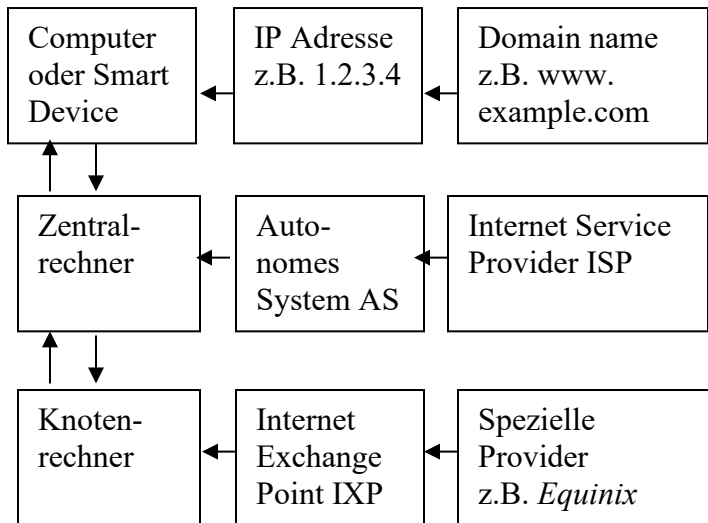 Computer
oder Smart
Device
IP Adresse
z.B. 1.2.3.4
Domain name
z.B. www.
example.com
Zentral-
rechner
Auto-
nomes
System AS
Internet Service
Provider ISP
Knoten-
rechner
Internet
Exchange
Point IXP
Spezielle
Provider
z.B. Equinix